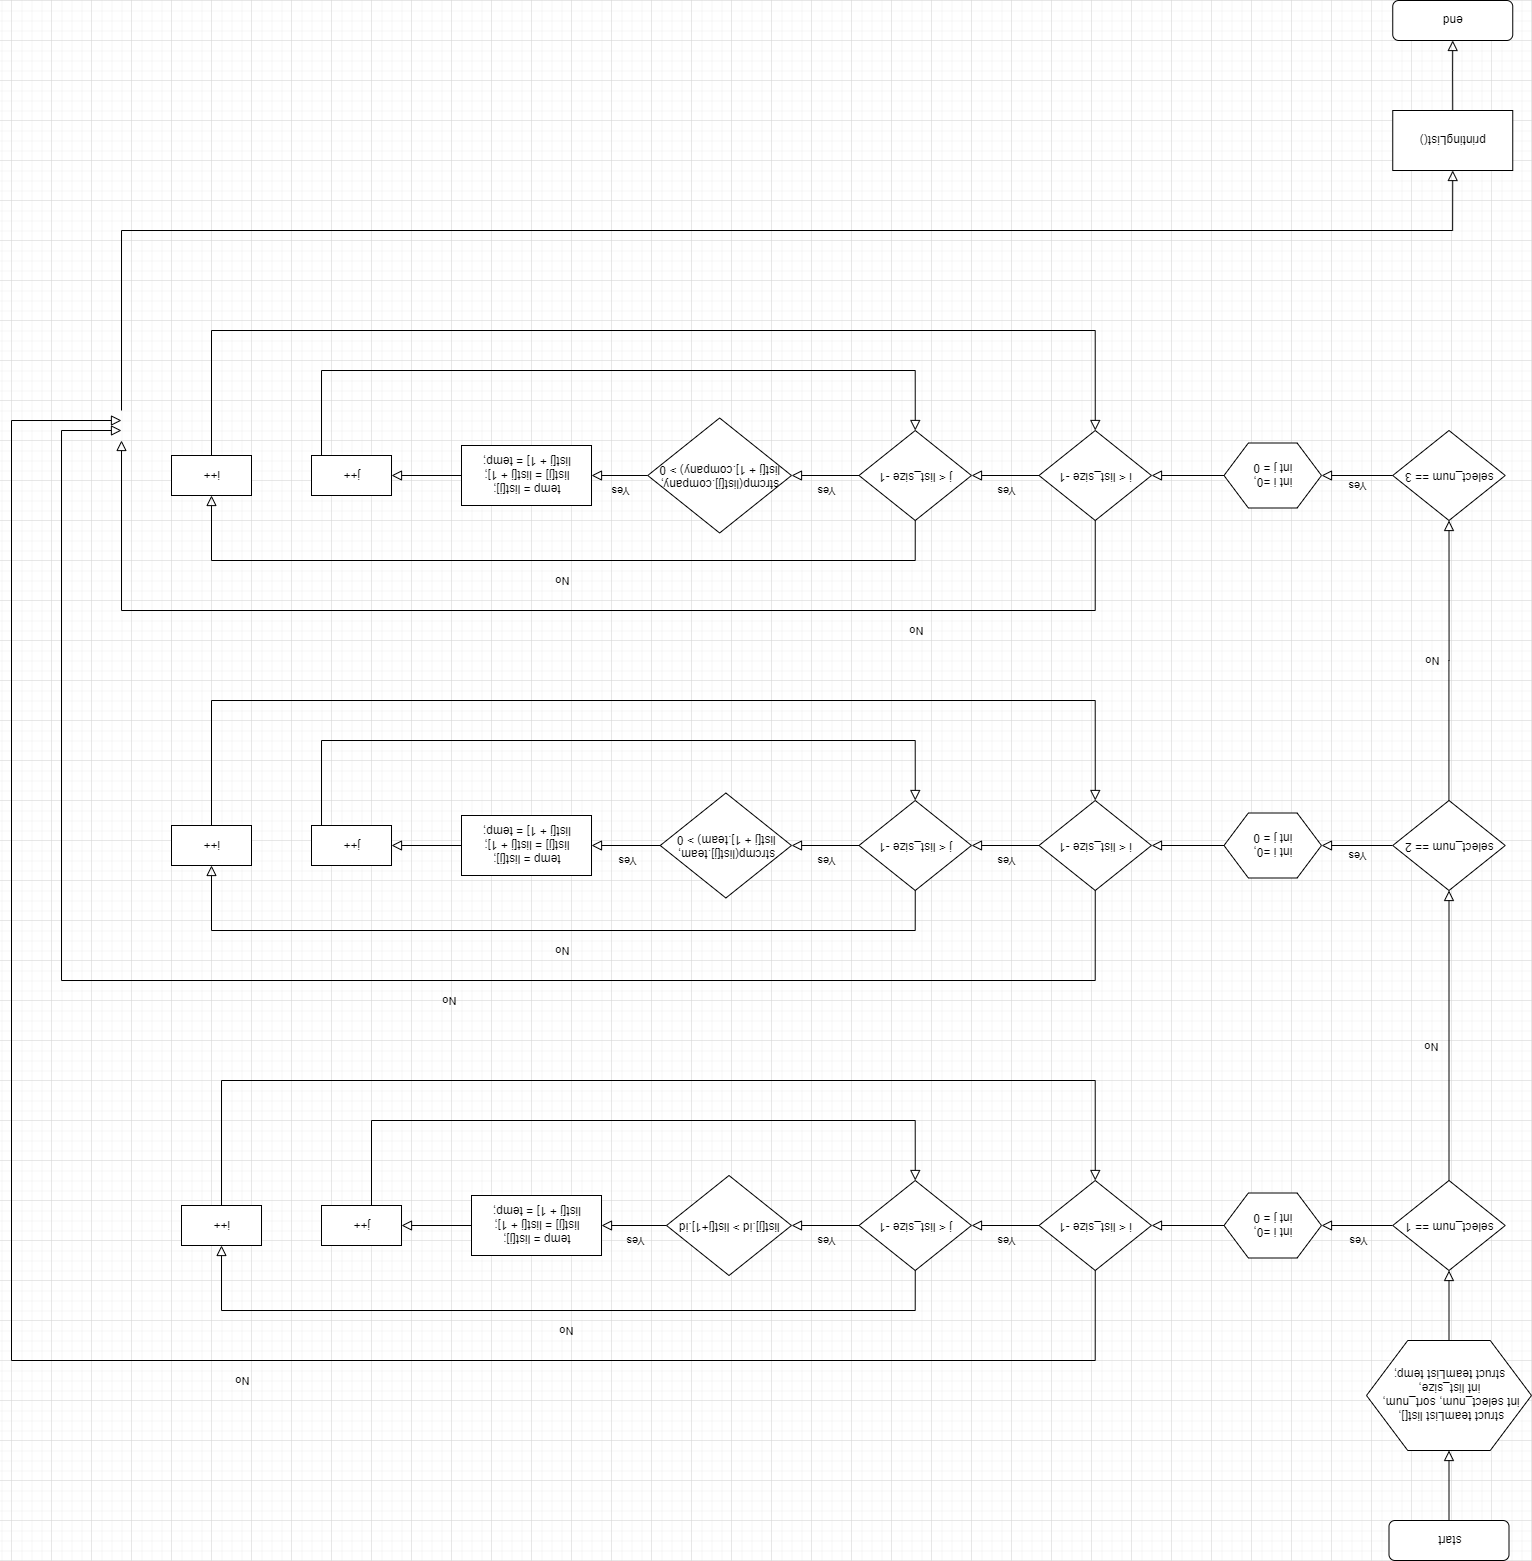 start
struct teamList list[],
int select_num, sort_num,
int list_size,
struct teamList temp;
No
No
select_num == 1
Yes
int i =0,
int j = 0
i < list_size -1
Yes
j < list_size -1
Yes
list[j].id > list[j+1].id
Yes
temp = list[j];
list[j] = list[j + 1];
list[j + 1] = temp;
j++
i++
No
No
No
select_num == 2
Yes
int i =0,
int j = 0
i < list_size -1
Yes
j < list_size -1
Yes
strcmp(list[j].team,
list[j + 1].team) > 0
Yes
temp = list[j];
list[j] = list[j + 1];
list[j + 1] = temp;
j++
i++
No
No
No
select_num == 3
Yes
int i =0,
int j = 0
i < list_size -1
Yes
j < list_size -1
Yes
strcmp(list[j].company,
list[j + 1].company) > 0
Yes
temp = list[j];
list[j] = list[j + 1];
list[j + 1] = temp;
j++
i++
printingList()
end